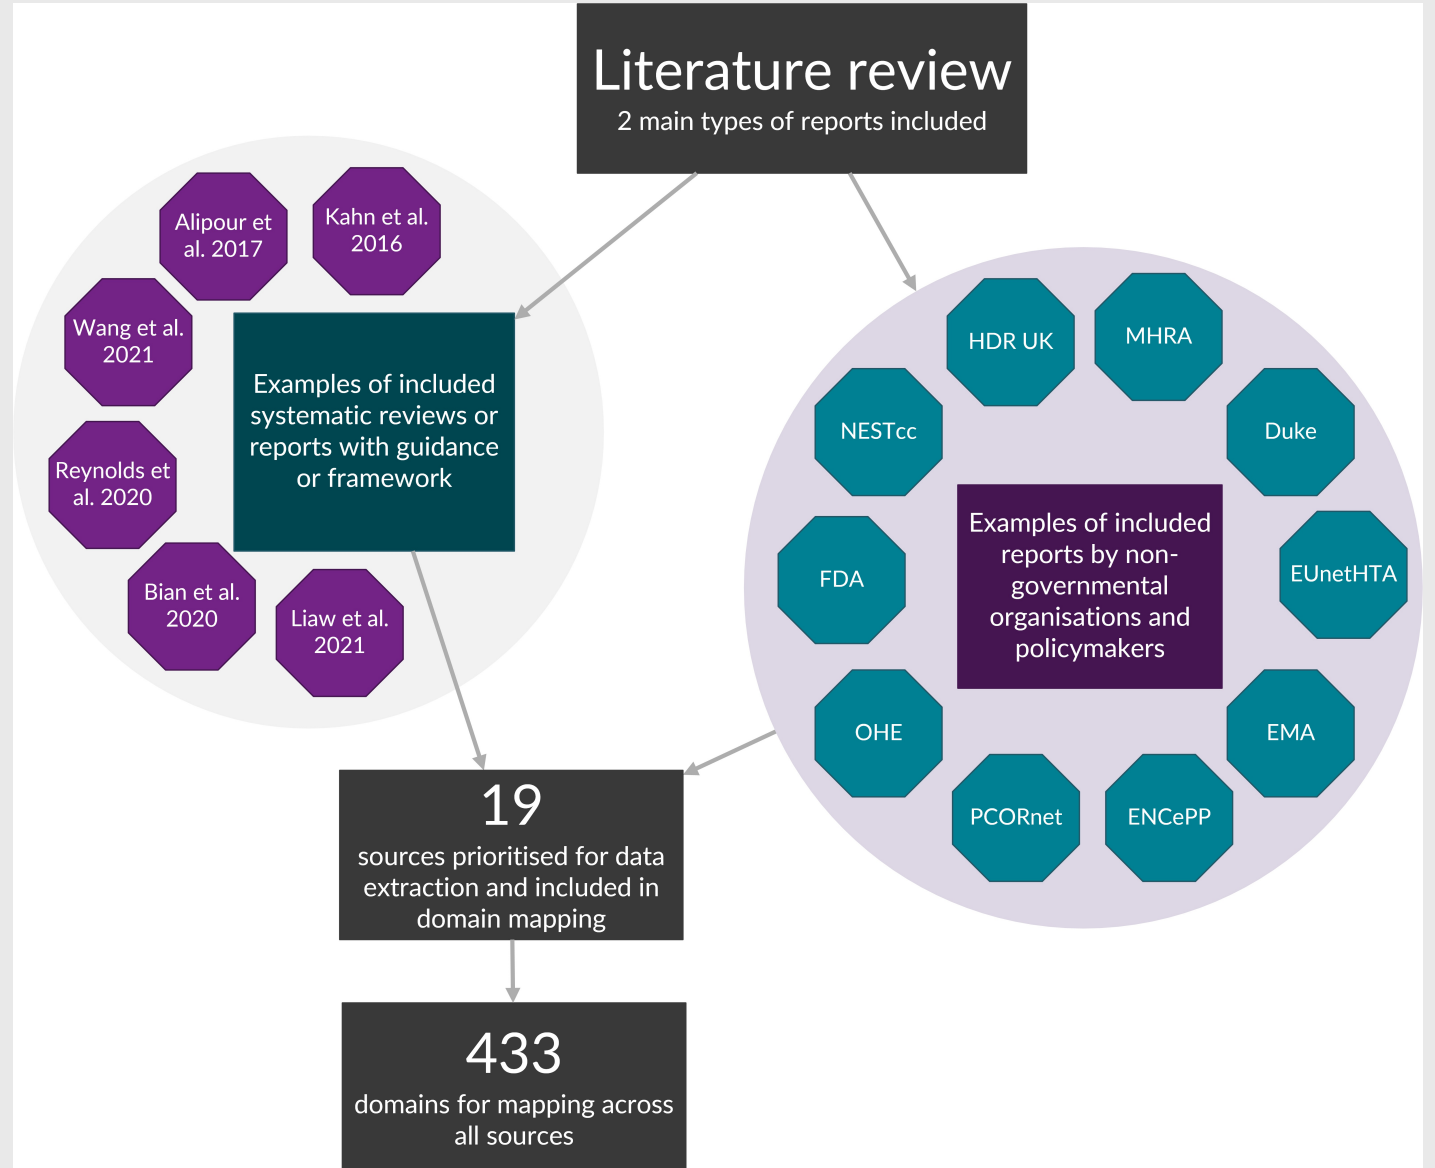 Literature review
2 main types of reports included
Alipour et
al. 2017
Kahn et al.
2016
Wang et al.
2021
Reynolds et
al. 2020
Bian et al.
2020
Liaw et al.
2021
Examples of included
systematic reviews or
reports with guidance
or framework
HDR UK
MHRA
NESTcc
Duke
FDA
EUnetHTA
OHE
EMA
PCORnet
ENCePP
Examples of included
reports by non-
governmental
organisations and
policymakers
19
sources prioritised for data
extraction and included in
domain mapping
433
domains for mapping across
all sources